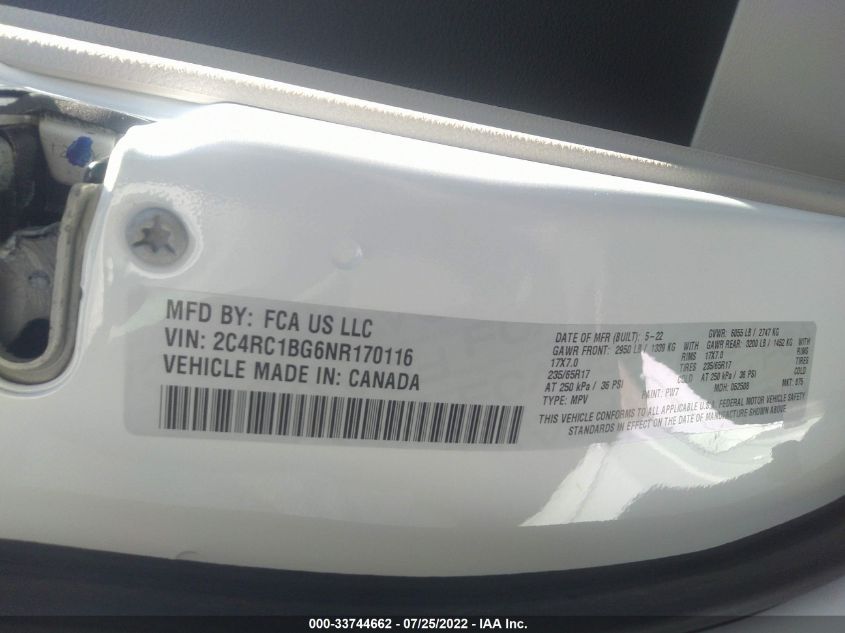 MFD BY: FCA US LLC
VIN: 2C4RC1BG6NR170116
VEHICLE MADE IN: CANADA
DATE OF MFR (BUILT): 5-22 GVWR: 6055 LB / 2747 KG
GAWR FRONT: 2950 LB / 1339 KG WITH GAWR REAR: 3200 LB / 1452 KG WITH
17X7.0 RIMS 17X7.0 RIMS
235/65R17 TIRES 235/65R17 TIRES
AT 250 kPa / 36 PSI COLD AT 250 kPa / 36 PSI COLD
TYPE: MPV PAINT: PW7 MDH: 052506 MKT: 875
THIS VEHICLE CONFORMS TO ALL APPLICABLE U.S.A. FEDERAL MOTOR VEHICLE SAFETY
STANDARDS IN EFFECT ON THE DATE OF MANUFACTURE SHOWN ABOVE
000-33744662 - 07/25/2022 - IAA Inc.